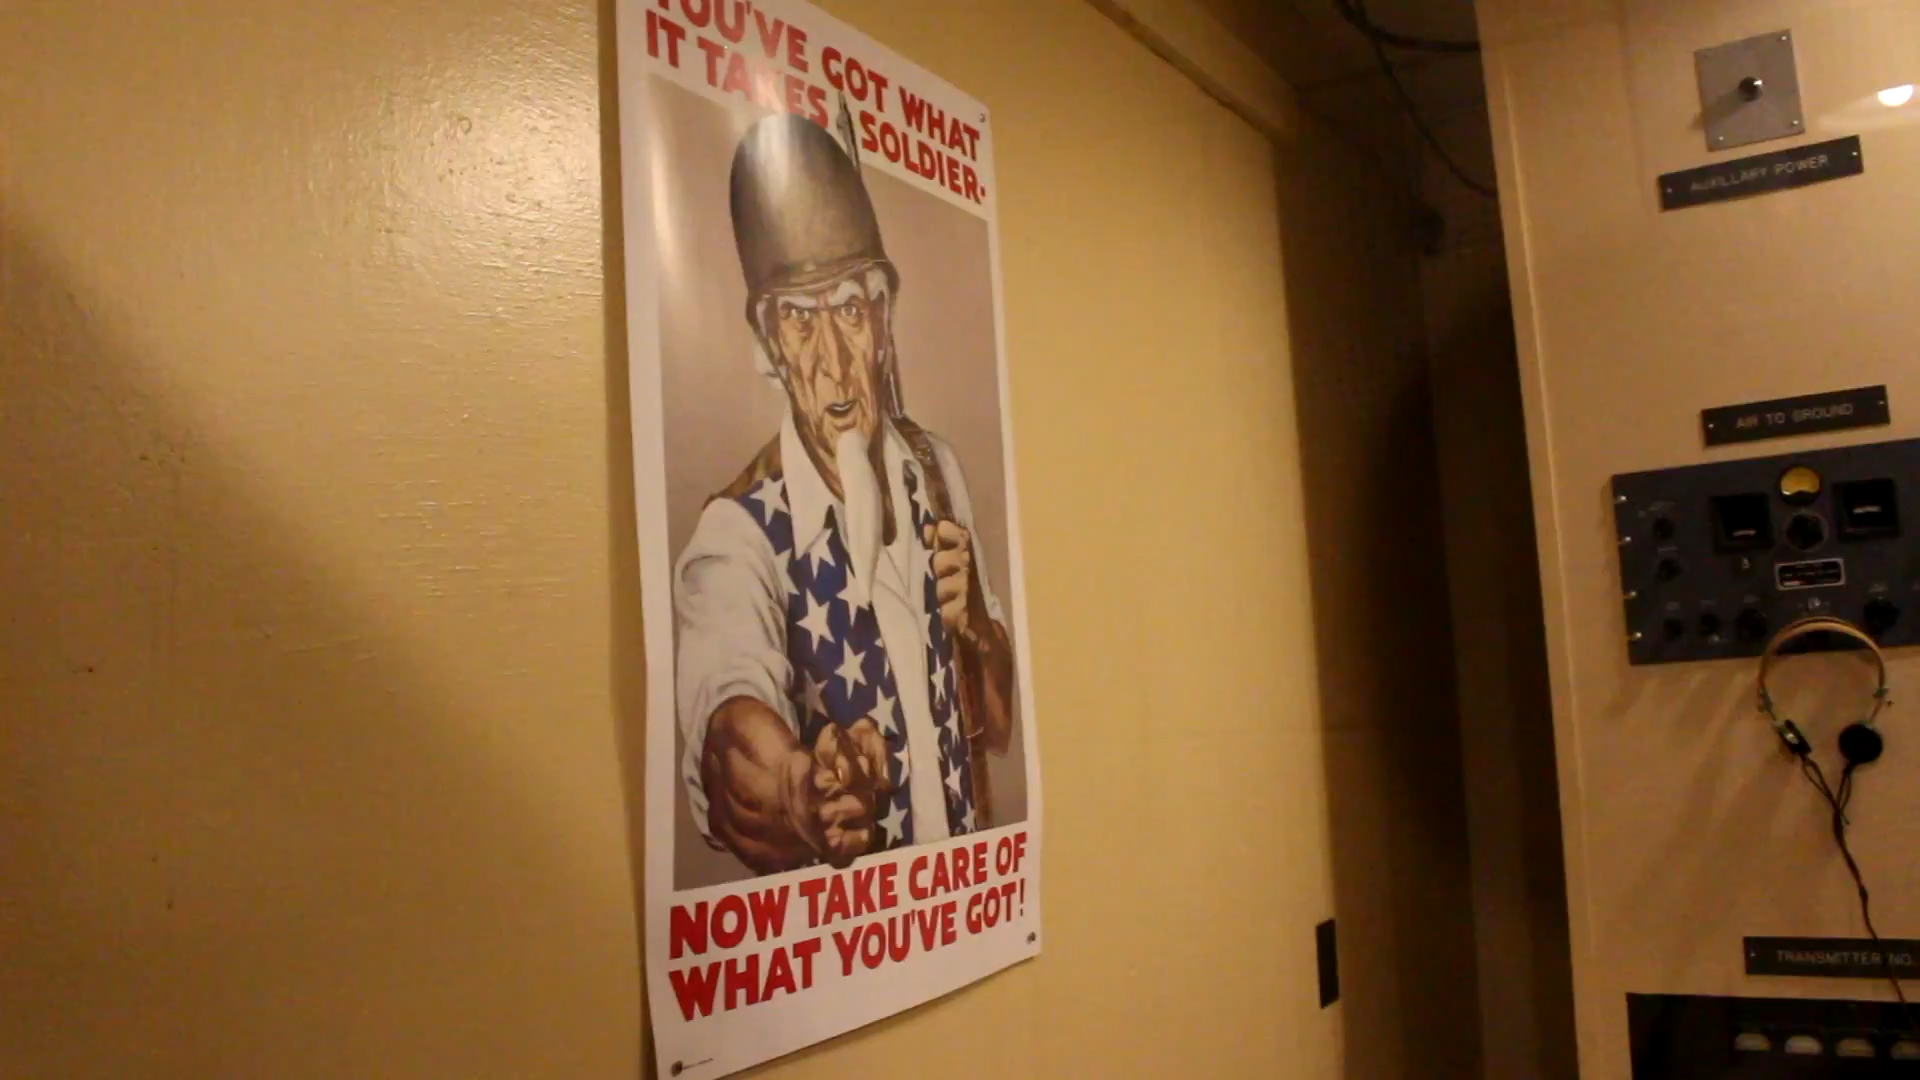 YOU'VE GOT WHAT
IT TAKES SOLDIER-
NOW TAKE CARE OF
WHAT YOU'VE GOT!
AUXILLARY POWER
AIR TO GROUND
TRANSMITTER NO.